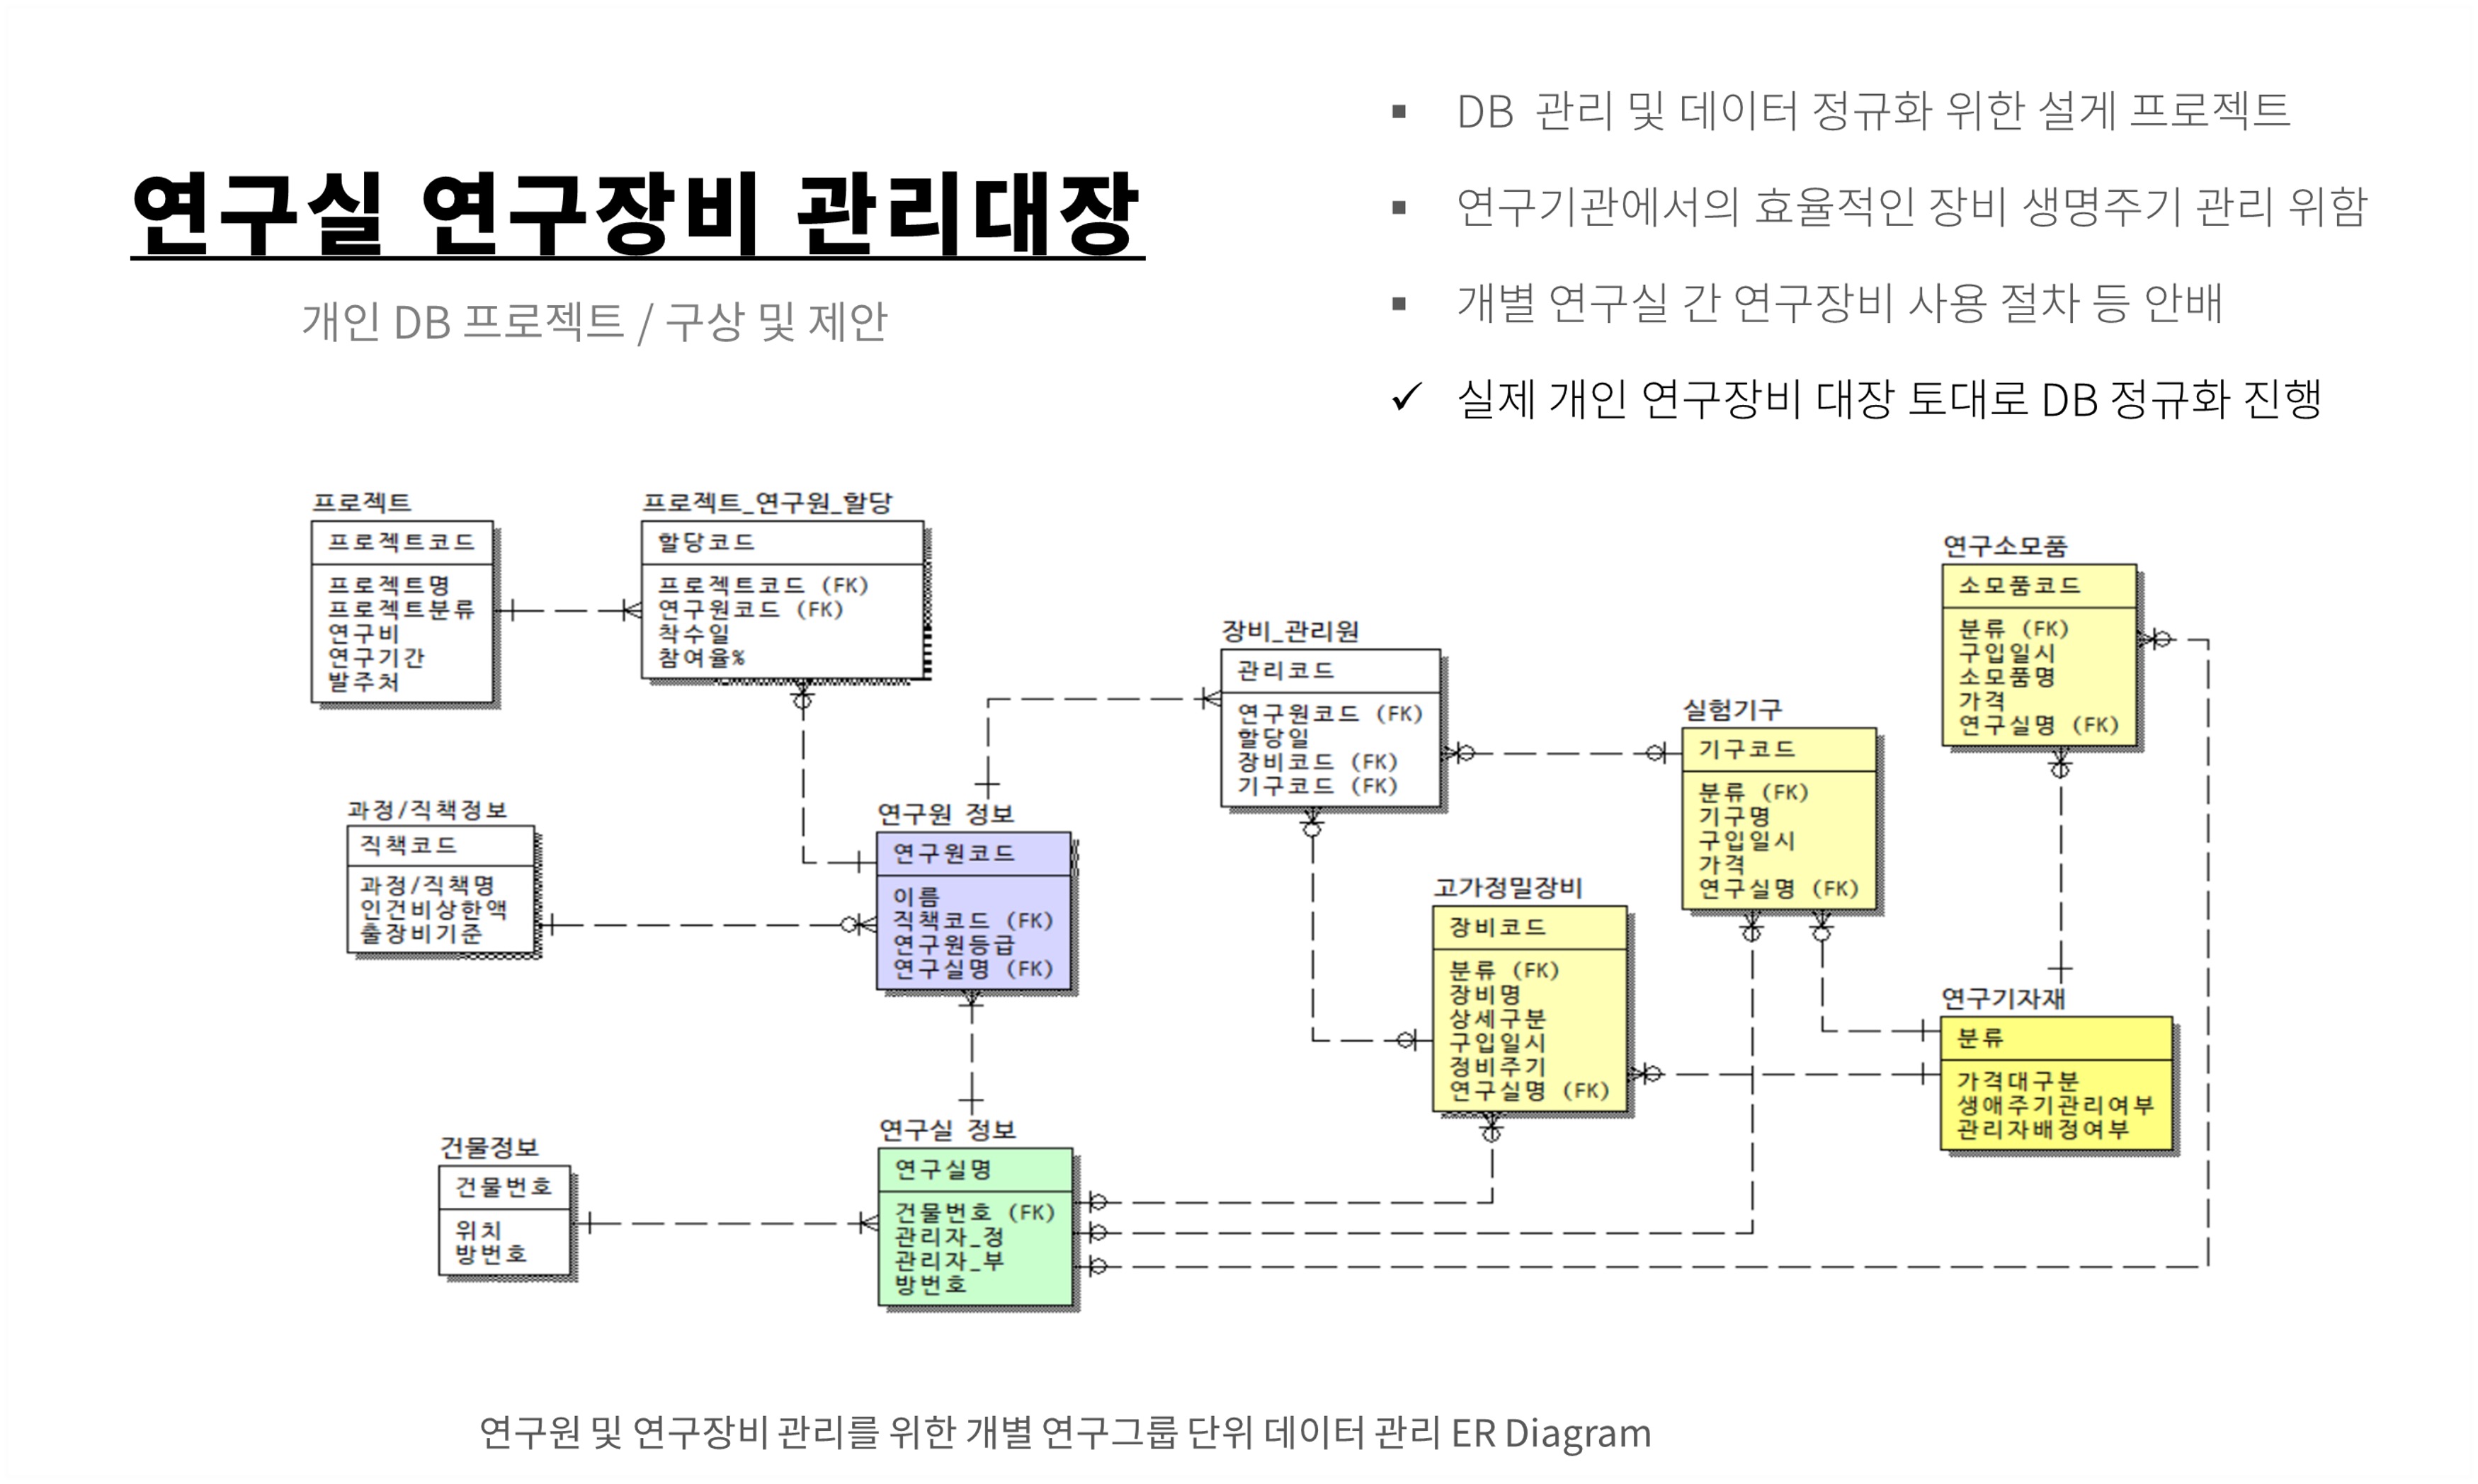 연구실 연구장비 관리대장
개인 DB 프로젝트 / 구상 및 제안
▪ DB 관리 및 데이터 정규화 위한 설게 프로젝트
▪ 연구기관에서의 효율적인 장비 생명주기 관리 위함
▪ 개별 연구실 간 연구장비 사용 절차 등 안배
✓ 실제 개인 연구장비 대장 토대로 DB 정규화 진행
프로젝트
프로젝트코드
프로젝트명
프로젝트분류
연구비
연구기간
발주처
프로젝트_연구원_할당
할당코드
프로젝트코드 (FK)
연구원코드 (FK)
착수일
참여율%
과정/직책정보
직책코드
과정/직책명
인건비상한액
출장비기준
연구원 정보
연구원코드
이름
직책코드 (FK)
연구원등급
연구실명 (FK)
건물정보
건물번호
위치
방번호
연구실 정보
연구실명
건물번호 (FK)
관리자_정
관리자_부
방번호
장비_관리원
관리코드
연구원코드 (FK)
할당일
장비코드 (FK)
기구코드 (FK)
고가정밀장비
장비코드
분류 (FK)
장비명
상세구분
구입일시
정비주기
연구실명 (FK)
실험기구
기구코드
분류 (FK)
기구명
구입일시
가격
연구실명 (FK)
연구소모품
소모품코드
분류 (FK)
구입일시
소모품명
가격
연구실명 (FK)
연구기자재
분류
가격대구분
생애주기관리여부
관리자배정여부
연구원 및 연구장비 관리를 위한 개별 연구그룹 단위 데이터 관리 ER Diagram